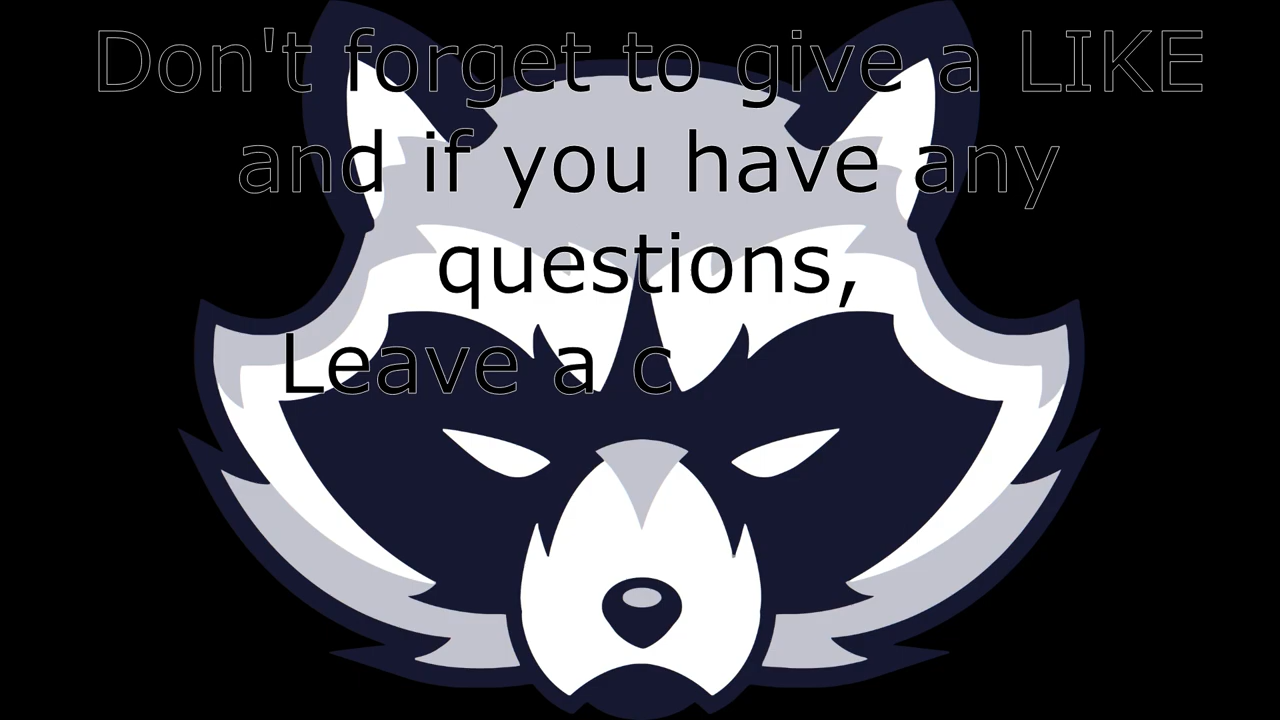 Don't forget to give a LIKE
and if you have any
questions,
Leave a c